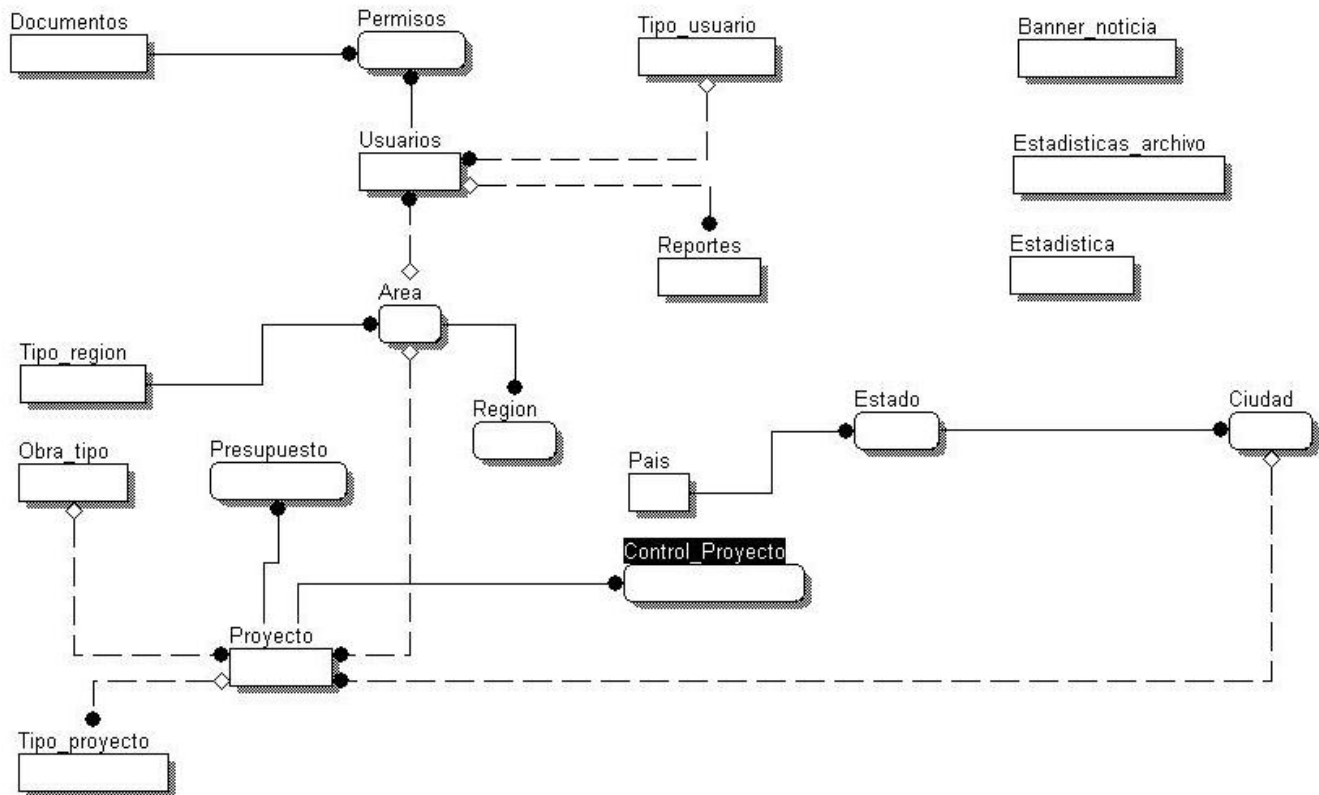 Documentos
Permisos
Tipo_usuario
Banner_noticia
Usuarios
Estadisticas_archivo
Reportes
Estadistica
Area
Tipo_region
Region
Estado
Ciudad
Obra_tipo
Presupuesto
Pais
Control_Proyecto
Proyecto
Tipo_proyecto